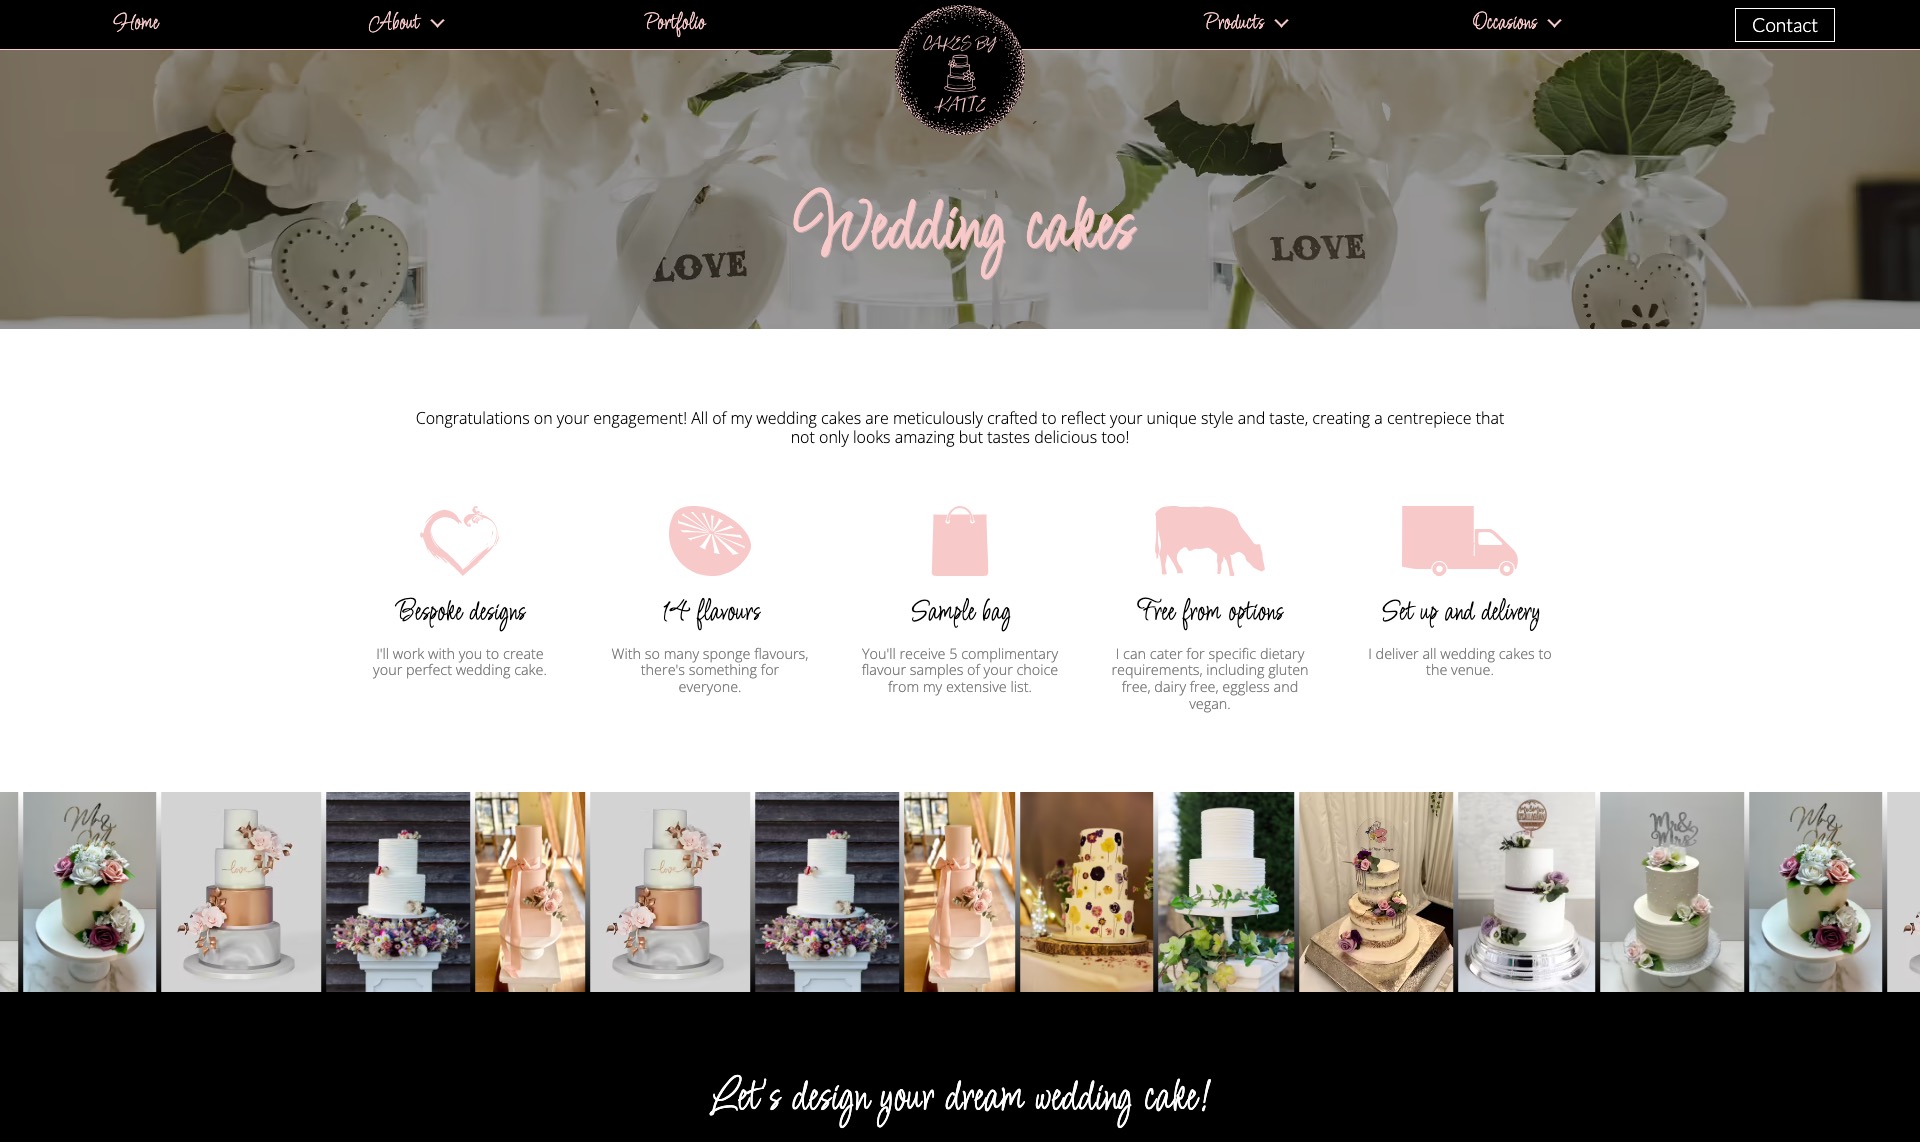 Home
About
Portfolio
CAKES BY
KATIE
Products
Occasions
Contact
LOVE
Wedding cakes
LOVE
Congratulations on your engagement! All of my wedding cakes are meticulously crafted to reflect your unique style and taste, creating a centrepiece that
not only looks amazing but tastes delicious too!
Bespoke designs
I'll work with you to create
your perfect wedding cake.
14 flavours
With so many sponge flavours,
there's something for
everyone.
Sample bag
You'll receive 5 complimentary
flavour samples of your choice
from my extensive list.
Free from options
I can cater for specific dietary
requirements, including gluten
free, dairy free, eggless and
vegan.
Set up and delivery
I deliver all wedding cakes to
the venue.
love
love
Mr&
Mrs
Let's design your dream wedding cake!